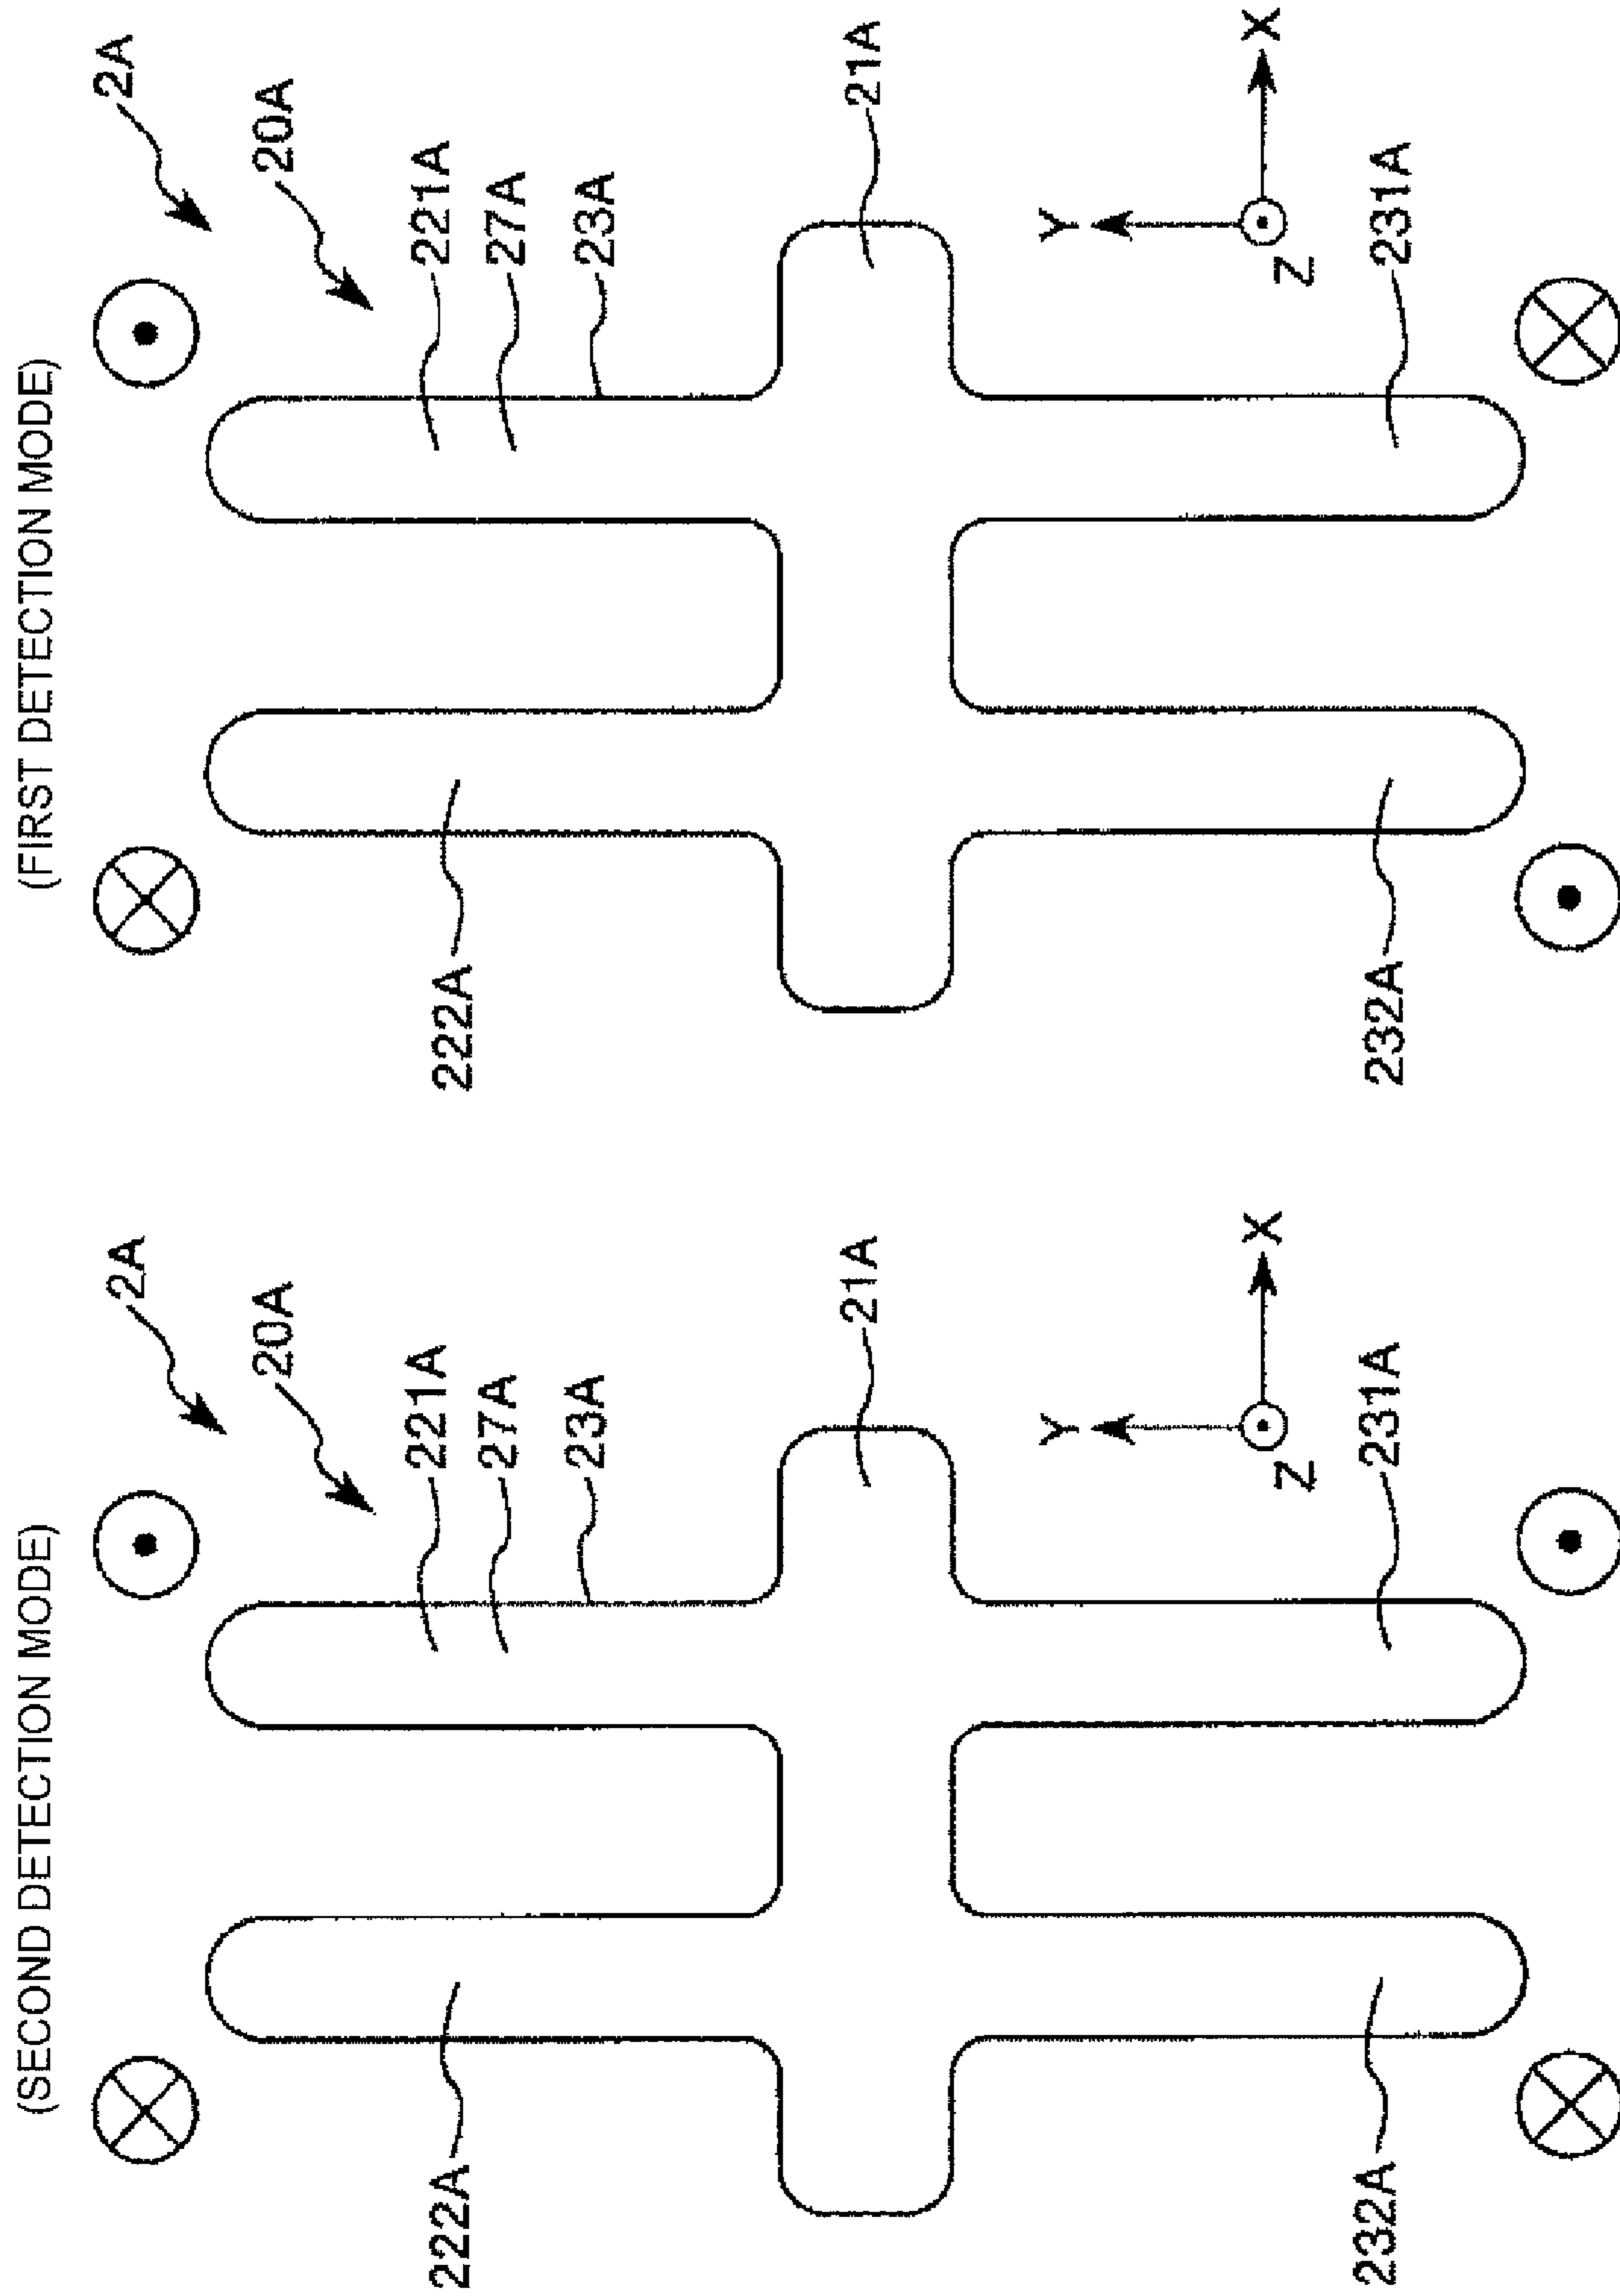 (SECOND DETECTION MODE)
2A
20A
221A
222A
27A
23A
21A
Y
X
Z
232A
231A
(FIRST DETECTION MODE)
2A
20A
221A
222A
27A
23A
21A
Y
X
Z
232A
231A